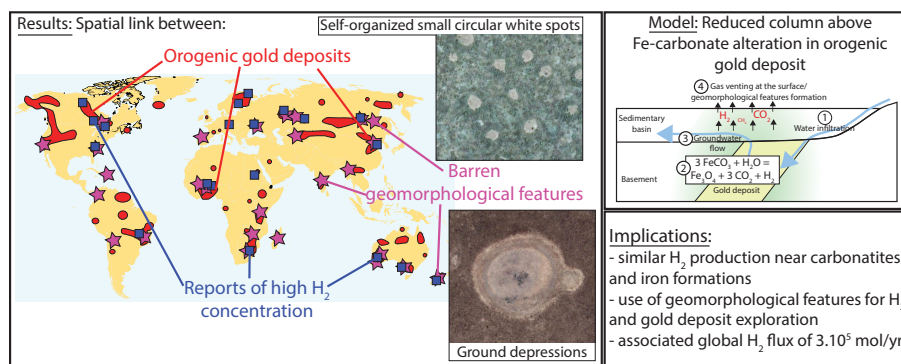 Results: Spatial link between:
Self-organized small circular white spots
Orogenic gold deposits
Barren
geomorphological features
Reports of high H₂
concentration
Ground depressions
Model: Reduced column above
Fe-carbonate alteration in orogenic
gold deposit
④ Gas venting at the surface/
geomorphological features formation
H₂ CH₄ CO₂
①
Water infiltration
Sedimentary
basin
③ Groundwater
flow
Basement
② 3 FeCO₃ + H₂O =
Fe₃O₄ + 3 CO₂ + H₂
Gold deposit
Implications:
- similar H₂ production near carbonatites
and iron formations
- use of geomorphological features for H₂
and gold deposit exploration
- associated global H₂ flux of 3.10⁵ mol/yr